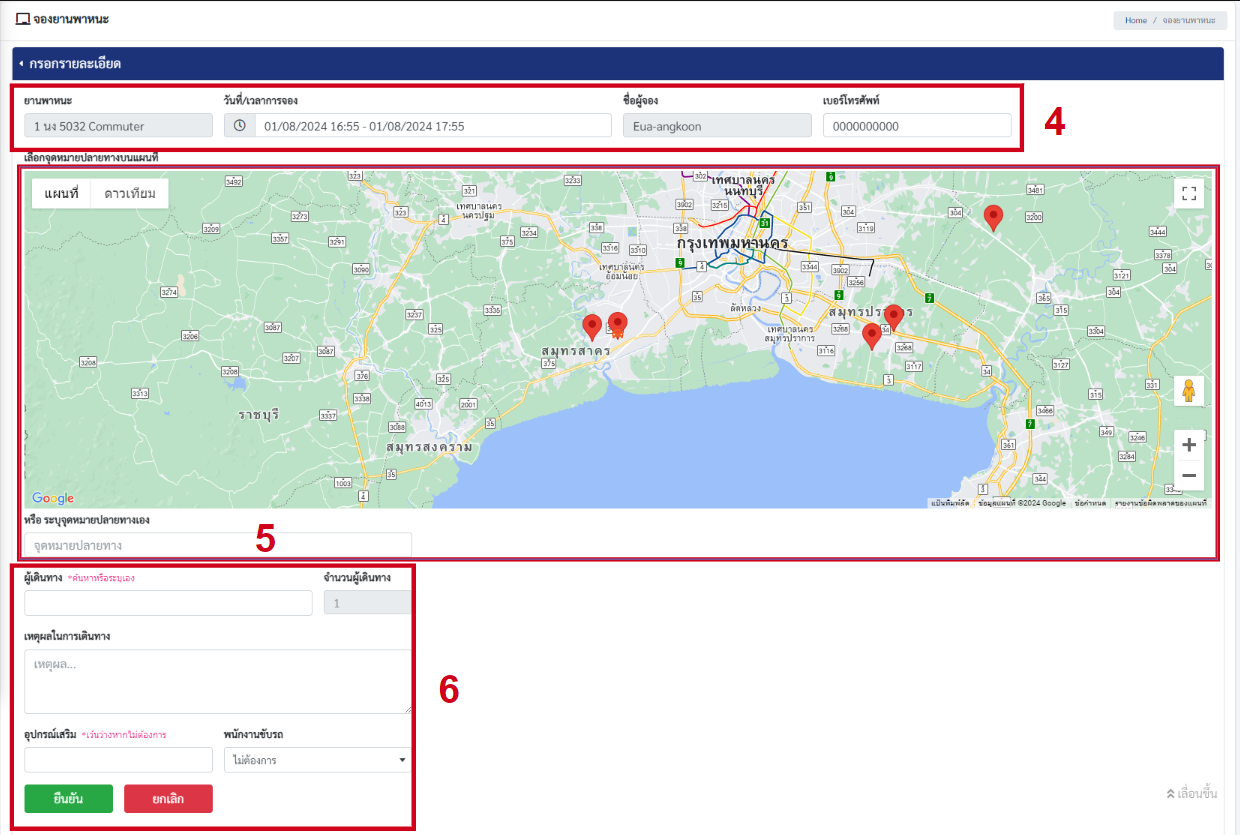 จองยานพาหนะ
Home / จองยานพาหนะ
กรอกรายละเอียด
ยานพาหนะ วันที่/เวลาการจอง ชื่อผู้จอง เบอร์โทรศัพท์
1 นง 5032 Commuter 01/08/2024 16:55 - 01/08/2024 17:55 Eua-angkoon 0000000000
4
เลือกจุดหมายปลายทางบนแผนที่
แผนที่ ดาวเทียม
เทศบาลนคร
นนทบุรี
เทศบาลนคร
นครปฐม
กรุงเทพมหานคร
เทศบาลนคร
อ้อมน้อย
ลัดหลวง
สมุทรปรา
ร
เทศบาลนคร
สมุทรปราการ
สมุทรสาคร
ราชบุรี
สมุทรสงคราม
Google
แป้นพิมพ์ลัด ข้อมูลแผนที่ ©2024 Google ข้อกำหนด รายงานข้อผิดพลาดของแผนที่
หรือ ระบุจุดหมายปลายทางเอง
จุดหมายปลายทาง
5
ผู้เดินทาง *ค้นหาหรือระบุเอง จำนวนผู้เดินทาง
1
เหตุผลในการเดินทาง
เหตุผล...
6
อุปกรณ์เสริม *เว้นว่างหากไม่ต้องการ พนักงานขับรถ
ไม่ต้องการ
ยืนยัน ยกเลิก
เลื่อนขึ้น